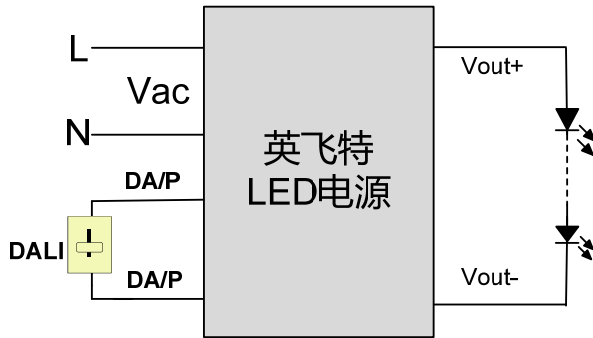 L
Vac
N
DA/P
DALI
DA/P
英飞特
LED电源
Vout+
Vout-